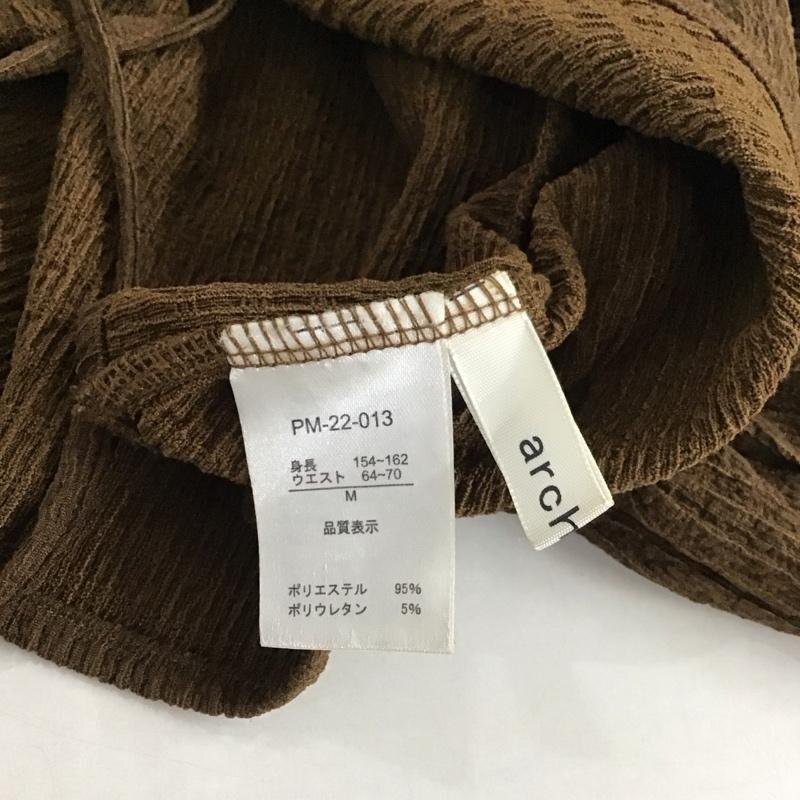 PM-22-013
身長 154~162
ウエスト 64~70
M
品質表示
ポリエステル 95%
ポリウレタン 5%
arch